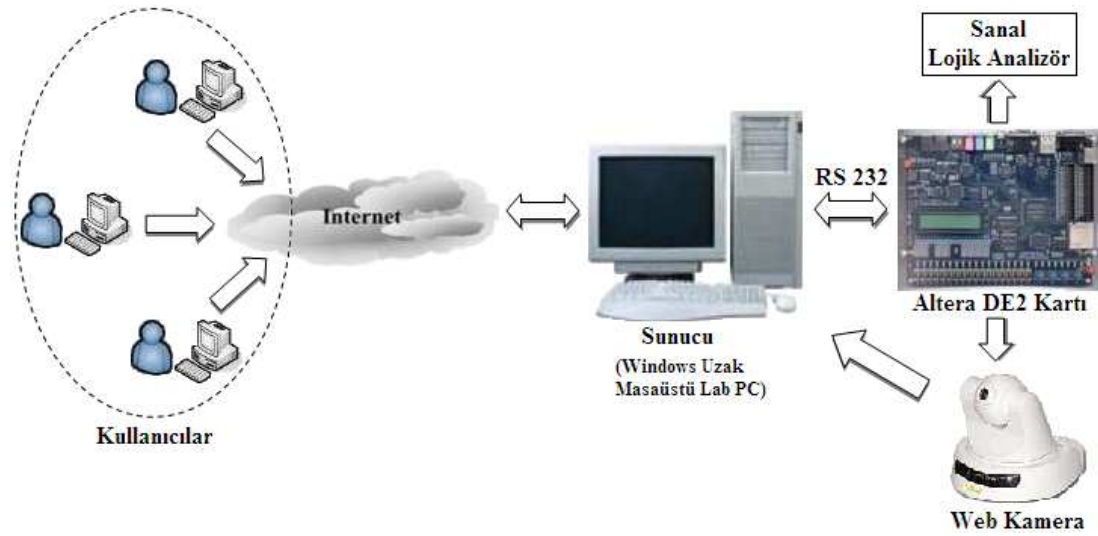 Sanal
Lojik Analizör
Internet
RS 232
Altera DE2 Kartı
Sunucu
(Windows Uzak
Masaüstü Lab PC)
Kullanıcılar
Web Kamera